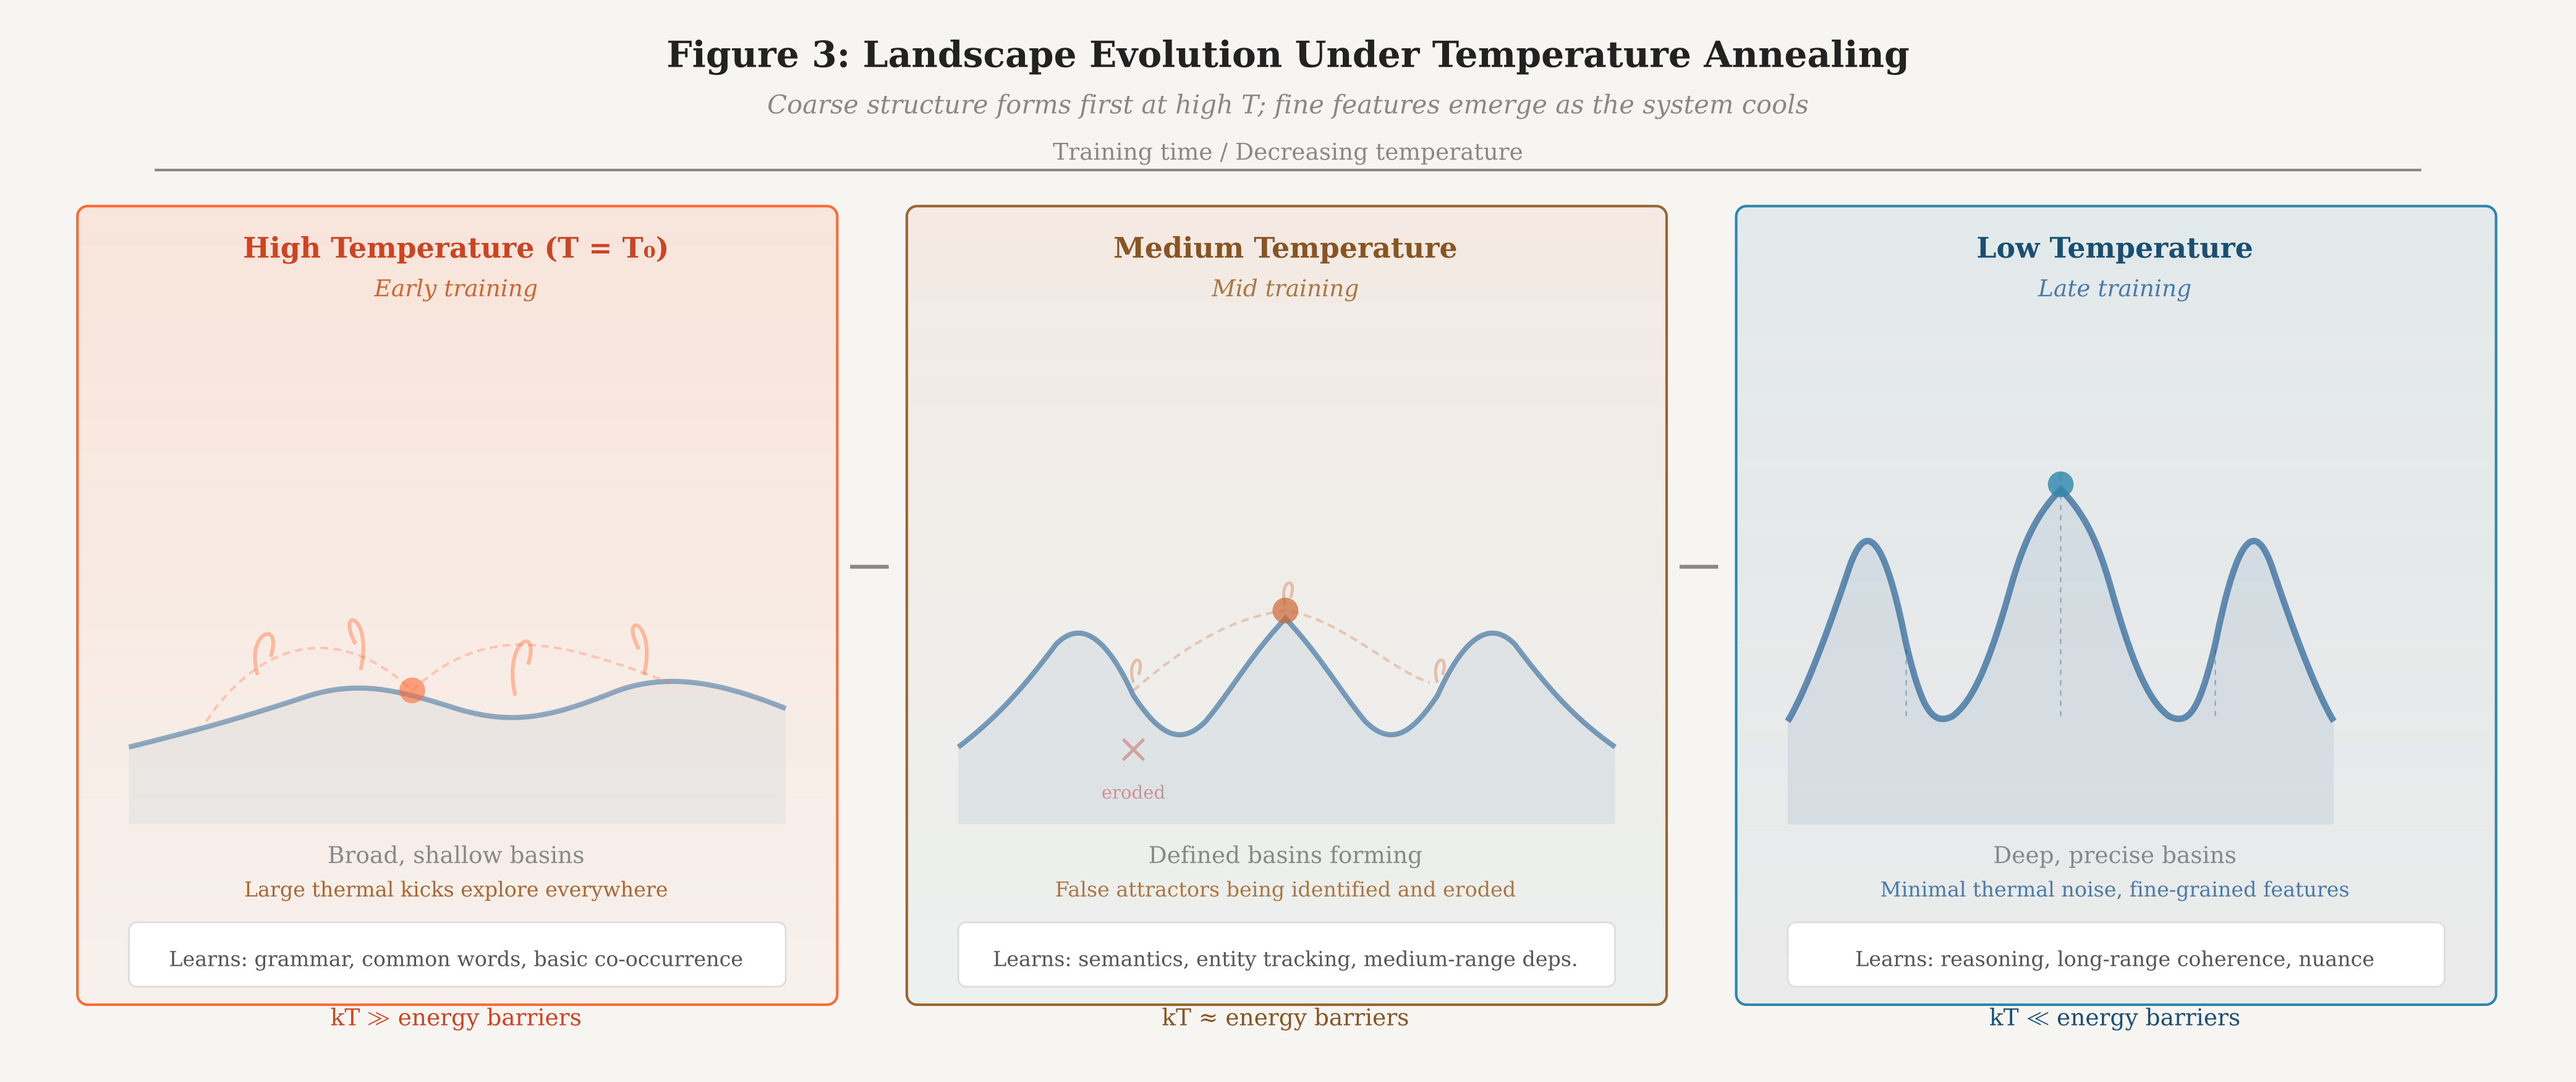 Figure 3: Landscape Evolution Under Temperature Annealing
Coarse structure forms first at high T; fine features emerge as the system cools
Training time / Decreasing temperature
High Temperature (T = T₀)
Early training
Broad, shallow basins
Large thermal kicks explore everywhere
Learns: grammar, common words, basic co-occurrence
kT ≫ energy barriers
Medium Temperature
Mid training
eroded
Defined basins forming
False attractors being identified and eroded
Learns: semantics, entity tracking, medium-range deps.
kT ≈ energy barriers
Low Temperature
Late training
Deep, precise basins
Minimal thermal noise, fine-grained features
Learns: reasoning, long-range coherence, nuance
kT ≪ energy barriers